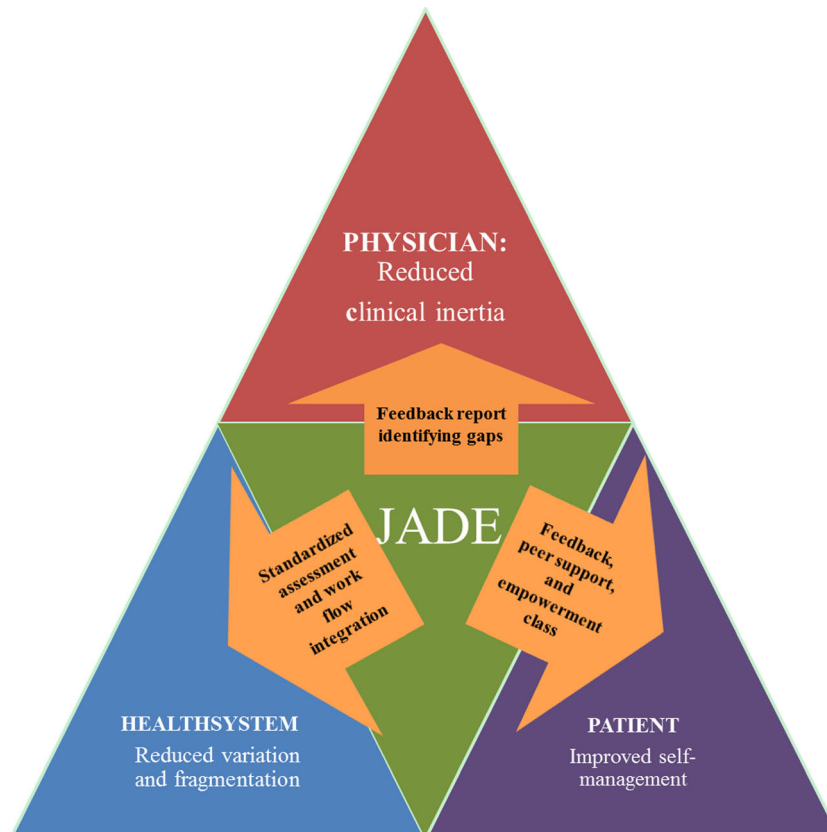 PHYSICIAN:
Reduced
clinical inertia
Feedback report
identifying gaps
JADE
Standardized
assessment
and work
flow
integration
Feedback,
peer support,
and
empowerment
class
HEALTHSYSTEM
Reduced variation
and fragmentation
PATIENT
Improved self-
management